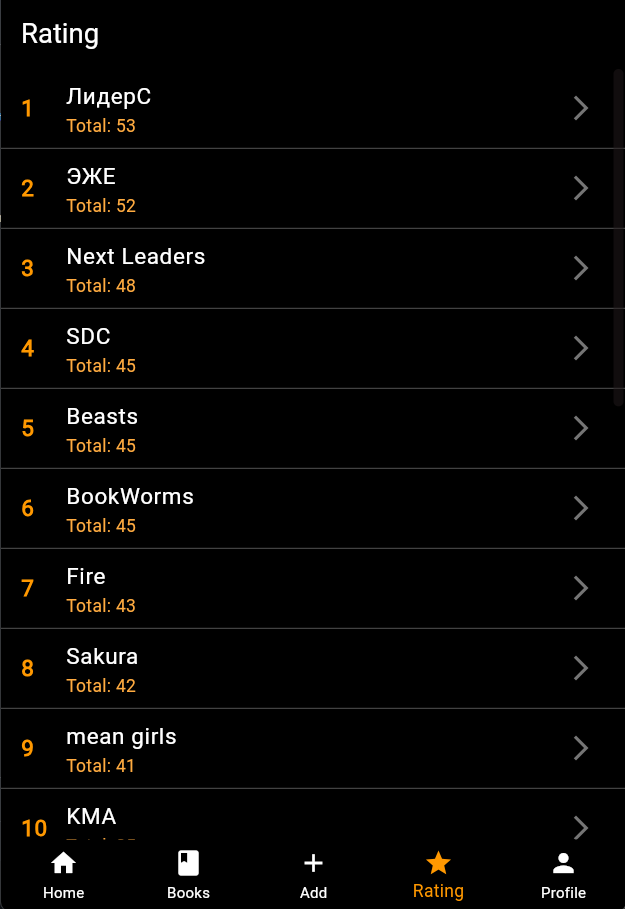 Rating
1
ЛидерС
Total: 53
2
ЭЖЕ
Total: 52
3
Next Leaders
Total: 48
4
SDC
Total: 45
5
Beasts
Total: 45
6
BookWorms
Total: 45
7
Fire
Total: 43
8
Sakura
Total: 42
9
mean girls
Total: 41
10
KMA
Home
Books
Add
Rating
Profile